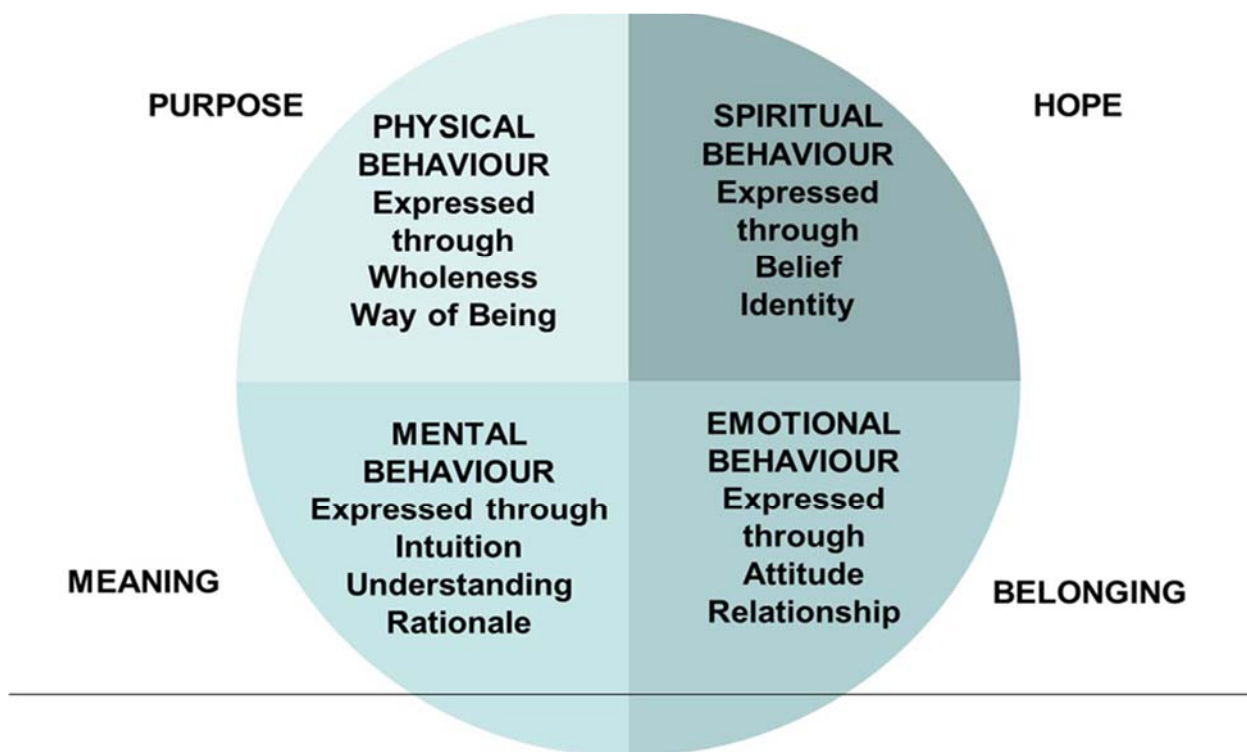 PURPOSE
PHYSICAL
BEHAVIOUR
Expressed
through
Wholeness
Way of Being
SPIRITUAL
BEHAVIOUR
Expressed
through
Belief
Identity
HOPE
MEANING
MENTAL
BEHAVIOUR
Expressed through
Intuition
Understanding
Rationale
EMOTIONAL
BEHAVIOUR
Expressed
through
Attitude
Relationship
BELONGING